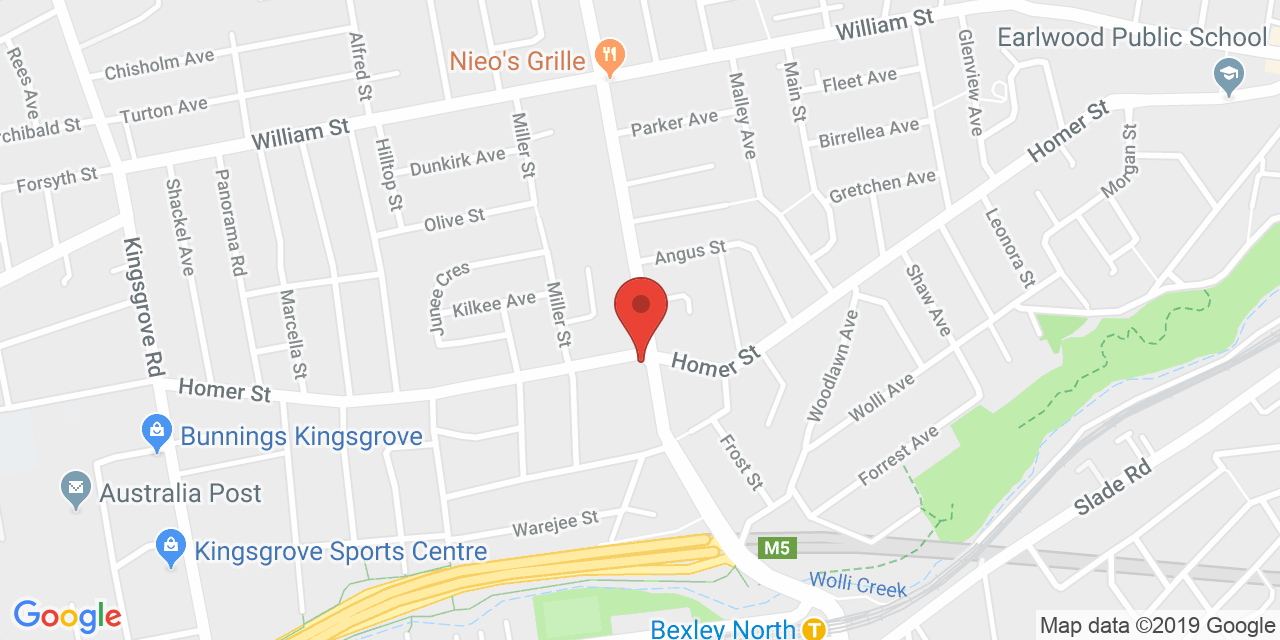 William St
Earlwood Public School
Nieo's Grille
Rees Ave
Chisholm Ave
Alfred St
Glenview Ave
Main St
Malley Ave
Fleet Ave
Turton Ave
Archibald St
William St
Miller St
Parker Ave
Birrellea Ave
Homer St
Morgan St
Hilltop St
Dunkirk Ave
Forsyth St
Shackel Ave
Panorama Rd
Gretchen Ave
Olive St
Leonora St
Kingsgrove Rd
Angus St
Junee Cres
Kilkee Ave
Miller St
Marcella St
Shaw Ave
Homer St
Woodlawn Ave
Homer St
Wolli Ave
Bunnings Kingsgrove
Frost St
Forrest Ave
Australia Post
Slade Rd
Warejee St
Kingsgrove Sports Centre
M5
Wolli Creek
Google
Bexley North
T
Map data ©2019 Google